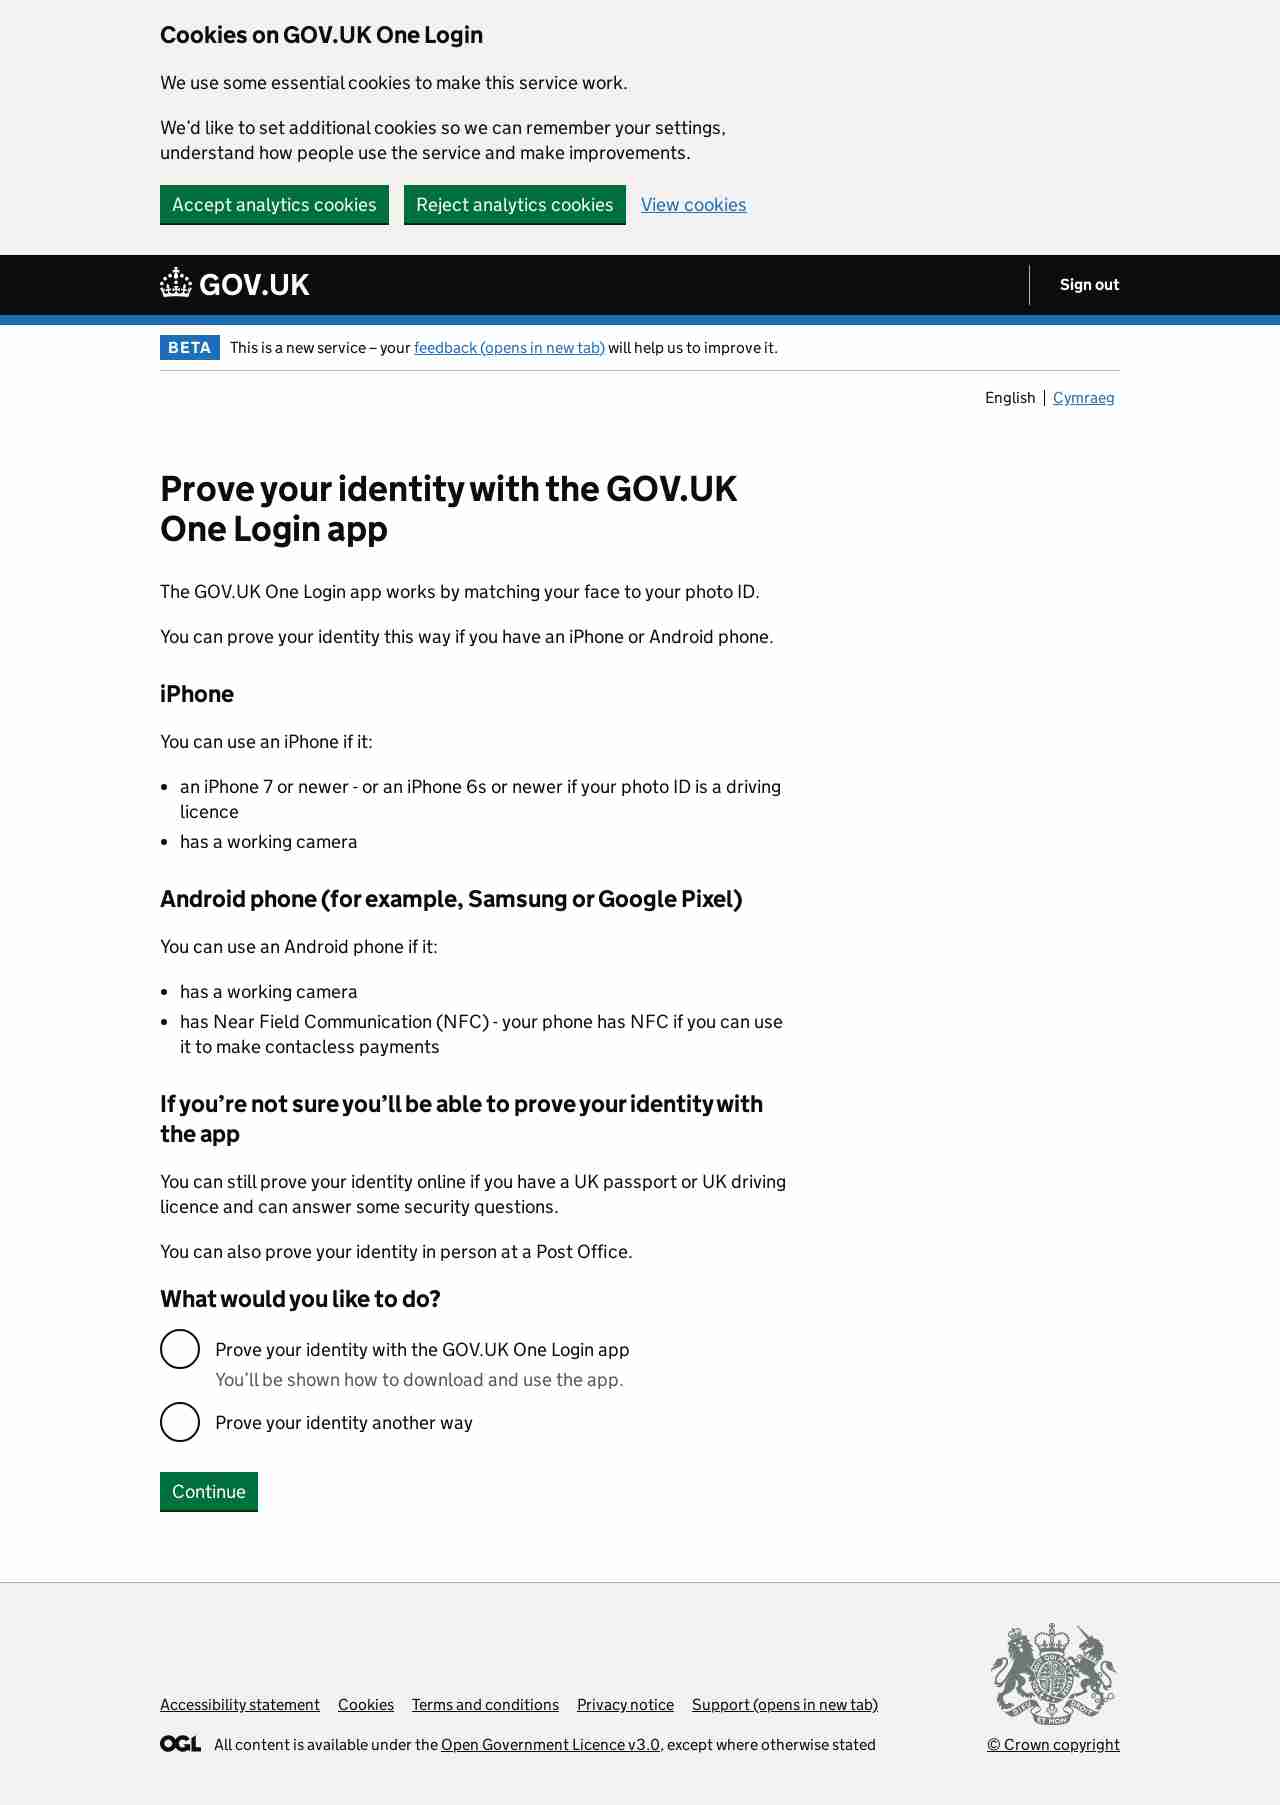 Cookies on GOV.UK One Login
We use some essential cookies to make this service work.
We’d like to set additional cookies so we can remember your settings,
understand how people use the service and make improvements.
Accept analytics cookies
Reject analytics cookies
View cookies
GOV.UK
Sign out
BETA
This is a new service – your feedback (opens in new tab) will help us to improve it.
English
Cymraeg
Prove your identity with the GOV.UK
One Login app
The GOV.UK One Login app works by matching your face to your photo ID.
You can prove your identity this way if you have an iPhone or Android phone.
iPhone
You can use an iPhone if it:
• an iPhone 7 or newer - or an iPhone 6s or newer if your photo ID is a driving
licence
• has a working camera
Android phone (for example, Samsung or Google Pixel)
You can use an Android phone if it:
• has a working camera
• has Near Field Communication (NFC) - your phone has NFC if you can use
it to make contacless payments
If you’re not sure you’ll be able to prove your identity with
the app
You can still prove your identity online if you have a UK passport or UK driving
licence and can answer some security questions.
You can also prove your identity in person at a Post Office.
What would you like to do?
Prove your identity with the GOV.UK One Login app
You’ll be shown how to download and use the app.
Prove your identity another way
Continue
Accessibility statement
Cookies
Terms and conditions
Privacy notice
Support (opens in new tab)
OGL
All content is available under the Open Government Licence v3.0, except where otherwise stated
© Crown copyright